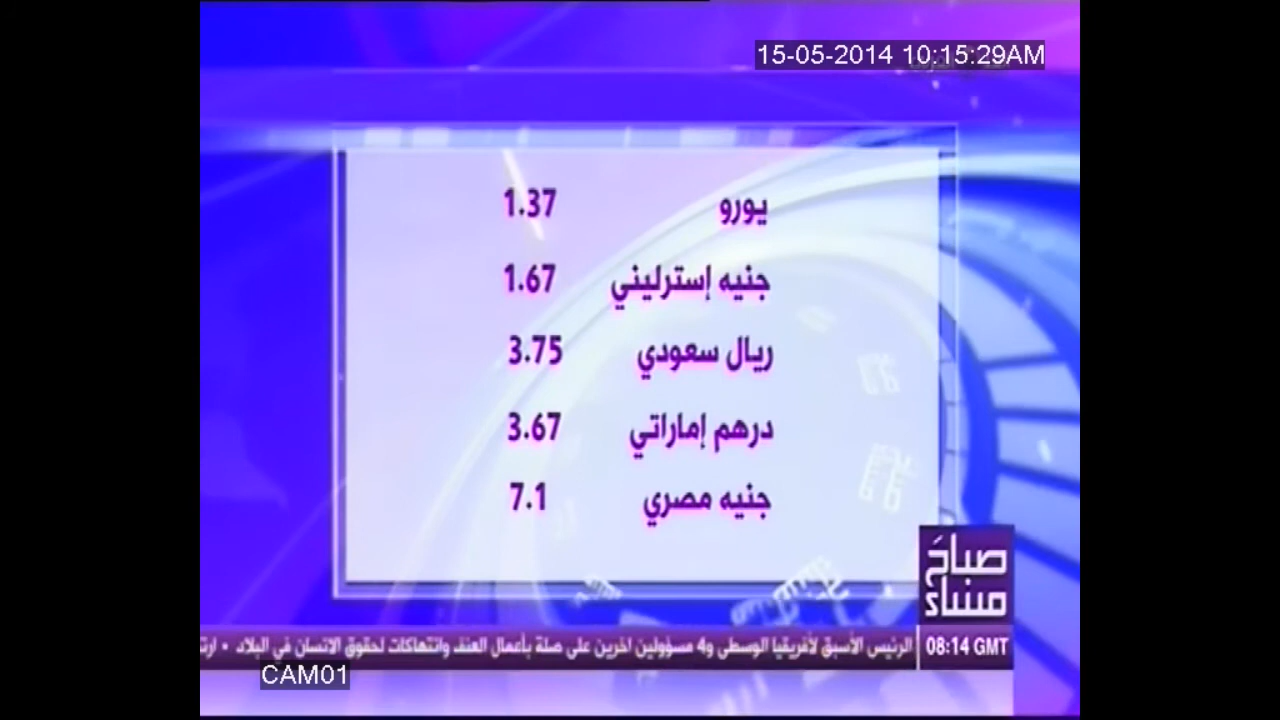 15-05-2014 10:15:29AM
يورو 1.37
جنيه إسترليني 1.67
ريال سعودي 3.75
درهم إماراتي 3.67
جنيه مصري 7.1
صباحَ
مساء
08:14 GMT
الرئيس الأسبق لأفريقيا الوسطى و4 مسؤولين آخرين على صلة بأعمال العنف وانتهاكات لحقوق الانسان في البلاد •
CAM01